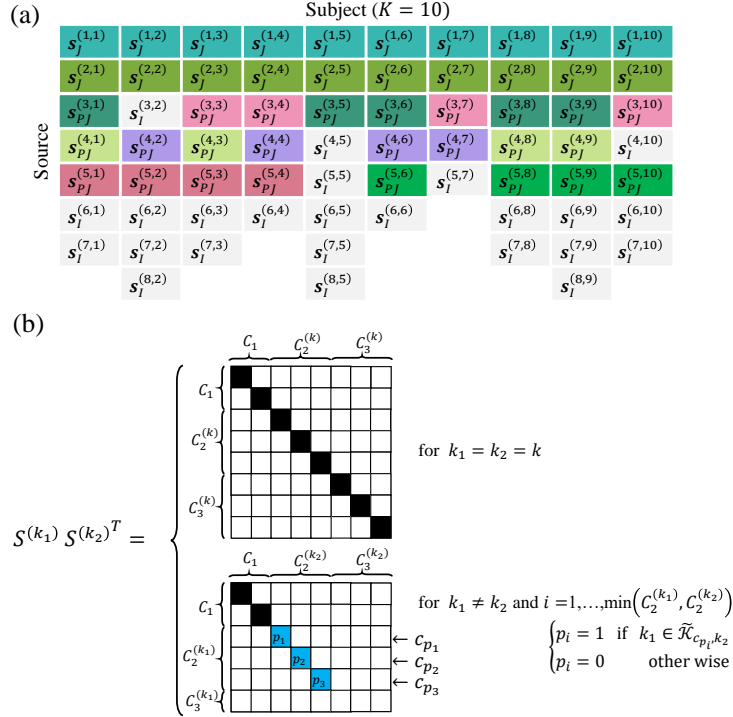 (a)
Subject (K = 10)
Source
s_J^(1,1) s_J^(1,2) s_J^(1,3) s_J^(1,4) s_J^(1,5) s_J^(1,6) s_J^(1,7) s_J^(1,8) s_J^(1,9) s_J^(1,10)
s_J^(2,1) s_J^(2,2) s_J^(2,3) s_J^(2,4) s_J^(2,5) s_J^(2,6) s_J^(2,7) s_J^(2,8) s_J^(2,9) s_J^(2,10)
s_PJ^(3,1) s_I^(3,2) s_PJ^(3,3) s_PJ^(3,4) s_PJ^(3,5) s_PJ^(3,6) s_PJ^(3,7) s_PJ^(3,8) s_PJ^(3,9) s_PJ^(3,10)
s_PJ^(4,1) s_PJ^(4,2) s_PJ^(4,3) s_PJ^(4,4) s_I^(4,5) s_PJ^(4,6) s_PJ^(4,7) s_PJ^(4,8) s_PJ^(4,9) s_I^(4,10)
s_PJ^(5,1) s_PJ^(5,2) s_PJ^(5,3) s_PJ^(5,4) s_I^(5,5) s_PJ^(5,6) s_I^(5,7) s_PJ^(5,8) s_PJ^(5,9) s_PJ^(5,10)
s_I^(6,1) s_I^(6,2) s_I^(6,3) s_I^(6,4) s_I^(6,5) s_I^(6,6) s_I^(6,8) s_I^(6,9) s_I^(6,10)
s_I^(7,1) s_I^(7,2) s_I^(7,3) s_I^(7,5) s_I^(7,8) s_I^(7,9) s_I^(7,10)
s_I^(8,2) s_I^(8,5) s_I^(8,9)
(b)
C_1 C_2^(k) C_3^(k)
C_1
C_2^(k)
C_3^(k)
for k_1 = k_2 = k
S^(k_1) S^(k_2)^T =
C_1 C_2^(k_2) C_3^(k_2)
C_1
C_2^(k_1)
C_3^(k_1)
p_1
p_2
p_3
← c_{p_1}
← c_{p_2}
← c_{p_3}
for k_1 ≠ k_2 and i =1,…,min(C_2^(k_1), C_2^(k_2))
{p_i = 1 if k_1 ∈ K̃_{c_{p_i},k_2}
p_i = 0 other wise